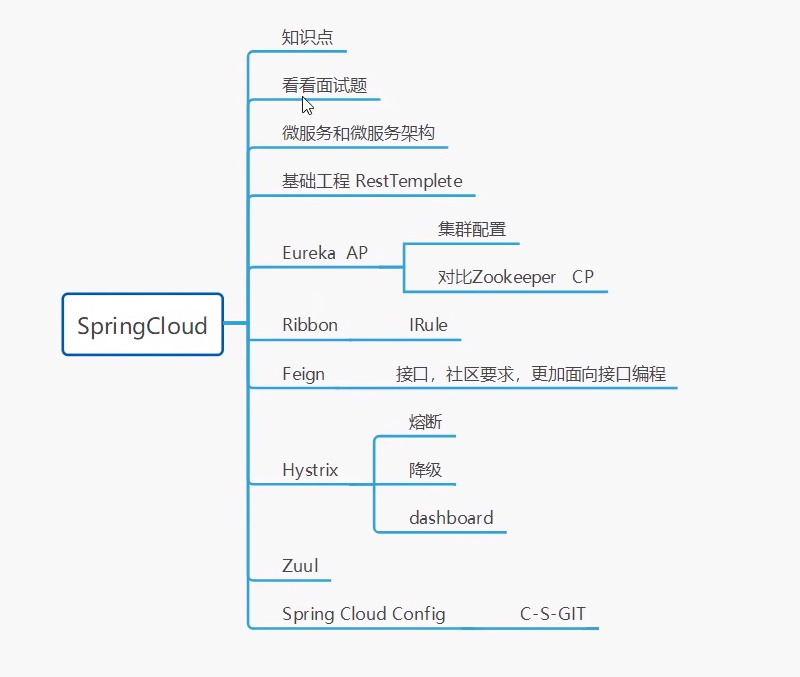 知识点
看看面试题
微服务和微服务架构
基础工程 RestTemplete
Eureka AP
集群配置
对比Zookeeper CP
SpringCloud
Ribbon
IRule
Feign
接口，社区要求，更加面向接口编程
Hystrix
熔断
降级
dashboard
Zuul
Spring Cloud Config
C-S-GIT